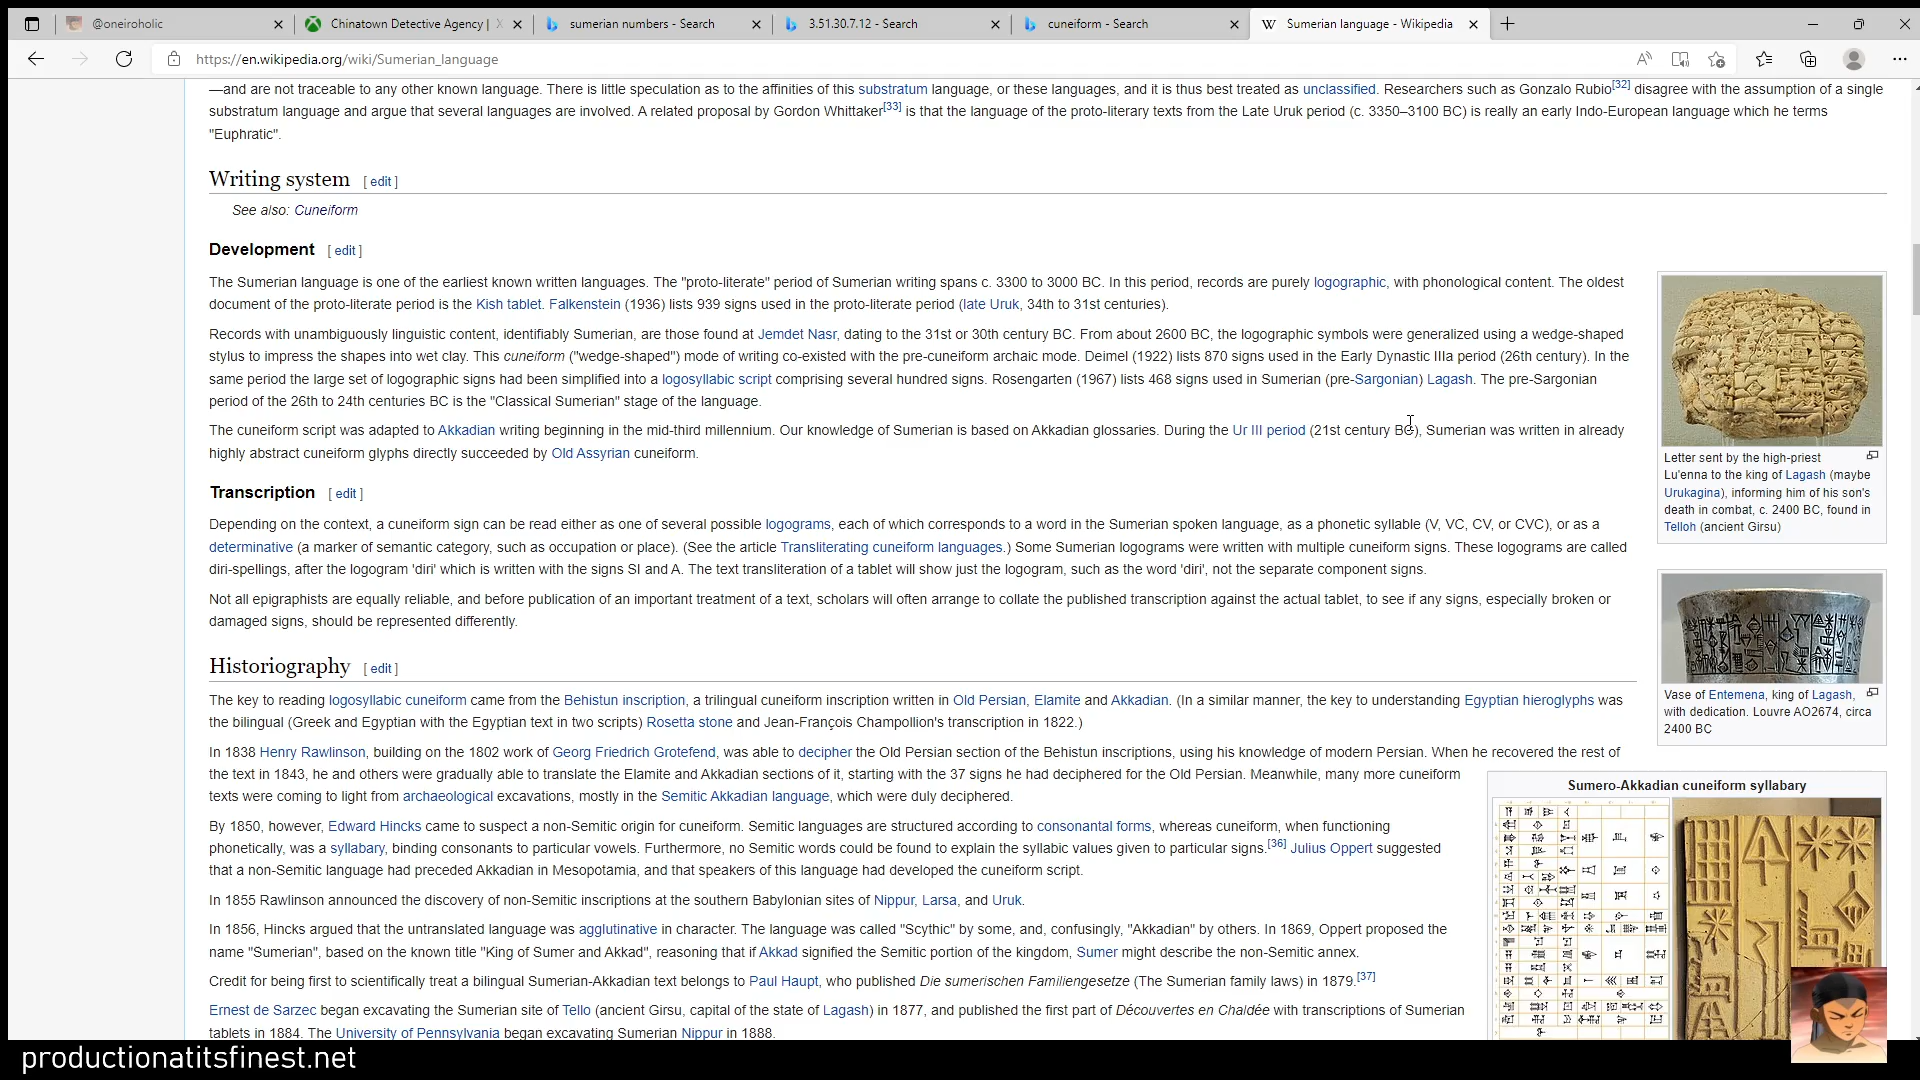 @oneiroholic
Chinatown Detective Agency |
sumerian numbers - Search
3.51.30.7.12 - Search
cuneiform - Search
Sumerian language - Wikipedia
https://en.wikipedia.org/wiki/Sumerian_language
—and are not traceable to any other known language. There is little speculation as to the affinities of this substratum language, or these languages, and it is thus best treated as unclassified. Researchers such as Gonzalo Rubio[32] disagree with the assumption of a single
substratum language and argue that several languages are involved. A related proposal by Gordon Whittaker[33] is that the language of the proto-literary texts from the Late Uruk period (c. 3350–3100 BC) is really an early Indo-European language which he terms
"Euphratic".
Writing system [ edit ]
See also: Cuneiform
Development [ edit ]
The Sumerian language is one of the earliest known written languages. The "proto-literate" period of Sumerian writing spans c. 3300 to 3000 BC. In this period, records are purely logographic, with phonological content. The oldest
document of the proto-literate period is the Kish tablet. Falkenstein (1936) lists 939 signs used in the proto-literate period (late Uruk, 34th to 31st centuries).
Records with unambiguously linguistic content, identifiably Sumerian, are those found at Jemdet Nasr, dating to the 31st or 30th century BC. From about 2600 BC, the logographic symbols were generalized using a wedge-shaped
stylus to impress the shapes into wet clay. This cuneiform ("wedge-shaped") mode of writing co-existed with the pre-cuneiform archaic mode. Deimel (1922) lists 870 signs used in the Early Dynastic IIIa period (26th century). In the
same period the large set of logographic signs had been simplified into a logosyllabic script comprising several hundred signs. Rosengarten (1967) lists 468 signs used in Sumerian (pre-Sargonian) Lagash. The pre-Sargonian
period of the 26th to 24th centuries BC is the "Classical Sumerian" stage of the language.
The cuneiform script was adapted to Akkadian writing beginning in the mid-third millennium. Our knowledge of Sumerian is based on Akkadian glossaries. During the Ur III period (21st century BC), Sumerian was written in already
highly abstract cuneiform glyphs directly succeeded by Old Assyrian cuneiform.
Letter sent by the high-priest
Lu'enna to the king of Lagash (maybe
Urukagina), informing him of his son's
death in combat, c. 2400 BC, found in
Telloh (ancient Girsu)
Transcription [ edit ]
Depending on the context, a cuneiform sign can be read either as one of several possible logograms, each of which corresponds to a word in the Sumerian spoken language, as a phonetic syllable (V, VC, CV, or CVC), or as a
determinative (a marker of semantic category, such as occupation or place). (See the article Transliterating cuneiform languages.) Some Sumerian logograms were written with multiple cuneiform signs. These logograms are called
diri-spellings, after the logogram 'diri' which is written with the signs SI and A. The text transliteration of a tablet will show just the logogram, such as the word 'diri', not the separate component signs.
Not all epigraphists are equally reliable, and before publication of an important treatment of a text, scholars will often arrange to collate the published transcription against the actual tablet, to see if any signs, especially broken or
damaged signs, should be represented differently.
Vase of Entemena, king of Lagash,
with dedication. Louvre AO2674, circa
2400 BC
Historiography [ edit ]
The key to reading logosyllabic cuneiform came from the Behistun inscription, a trilingual cuneiform inscription written in Old Persian, Elamite and Akkadian. (In a similar manner, the key to understanding Egyptian hieroglyphs was
the bilingual (Greek and Egyptian with the Egyptian text in two scripts) Rosetta stone and Jean-François Champollion's transcription in 1822.)
In 1838 Henry Rawlinson, building on the 1802 work of Georg Friedrich Grotefend, was able to decipher the Old Persian section of the Behistun inscriptions, using his knowledge of modern Persian. When he recovered the rest of
the text in 1843, he and others were gradually able to translate the Elamite and Akkadian sections of it, starting with the 37 signs he had deciphered for the Old Persian. Meanwhile, many more cuneiform
texts were coming to light from archaeological excavations, mostly in the Semitic Akkadian language, which were duly deciphered.
By 1850, however, Edward Hincks came to suspect a non-Semitic origin for cuneiform. Semitic languages are structured according to consonantal forms, whereas cuneiform, when functioning
phonetically, was a syllabary, binding consonants to particular vowels. Furthermore, no Semitic words could be found to explain the syllabic values given to particular signs.[36] Julius Oppert suggested
that a non-Semitic language had preceded Akkadian in Mesopotamia, and that speakers of this language had developed the cuneiform script.
In 1855 Rawlinson announced the discovery of non-Semitic inscriptions at the southern Babylonian sites of Nippur, Larsa, and Uruk.
In 1856, Hincks argued that the untranslated language was agglutinative in character. The language was called "Scythic" by some, and, confusingly, "Akkadian" by others. In 1869, Oppert proposed the
name "Sumerian", based on the known title "King of Sumer and Akkad", reasoning that if Akkad signified the Semitic portion of the kingdom, Sumer might describe the non-Semitic annex.
Credit for being first to scientifically treat a bilingual Sumerian-Akkadian text belongs to Paul Haupt, who published Die sumerischen Familiengesetze (The Sumerian family laws) in 1879.[37]
Ernest de Sarzec began excavating the Sumerian site of Tello (ancient Girsu, capital of the state of Lagash) in 1877, and published the first part of Découvertes en Chaldée with transcriptions of Sumerian
tablets in 1884. The University of Pennsylvania began excavating Sumerian Nippur in 1888.
Sumero-Akkadian cuneiform syllabary
productionatitsfinest.net